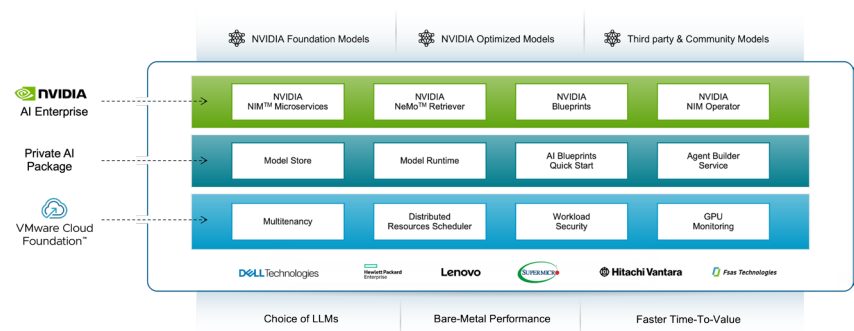 NVIDIA Foundation Models
NVIDIA Optimized Models
Third party & Community Models
NVIDIA
AI Enterprise
NVIDIA
NIM™ Microservices
NVIDIA
NeMo™ Retriever
NVIDIA
Blueprints
NVIDIA
NIM Operator
Private AI
Package
Model Store
Model Runtime
AI Blueprints
Quick Start
Agent Builder
Service
VMware Cloud
Foundation™
Multitenancy
Distributed
Resources Scheduler
Workload
Security
GPU
Monitoring
DELLTechnologies
Hewlett Packard
Enterprise
Lenovo
SUPERMICRO
Hitachi Vantara
Fsas Technologies
Choice of LLMs
Bare-Metal Performance
Faster Time-To-Value